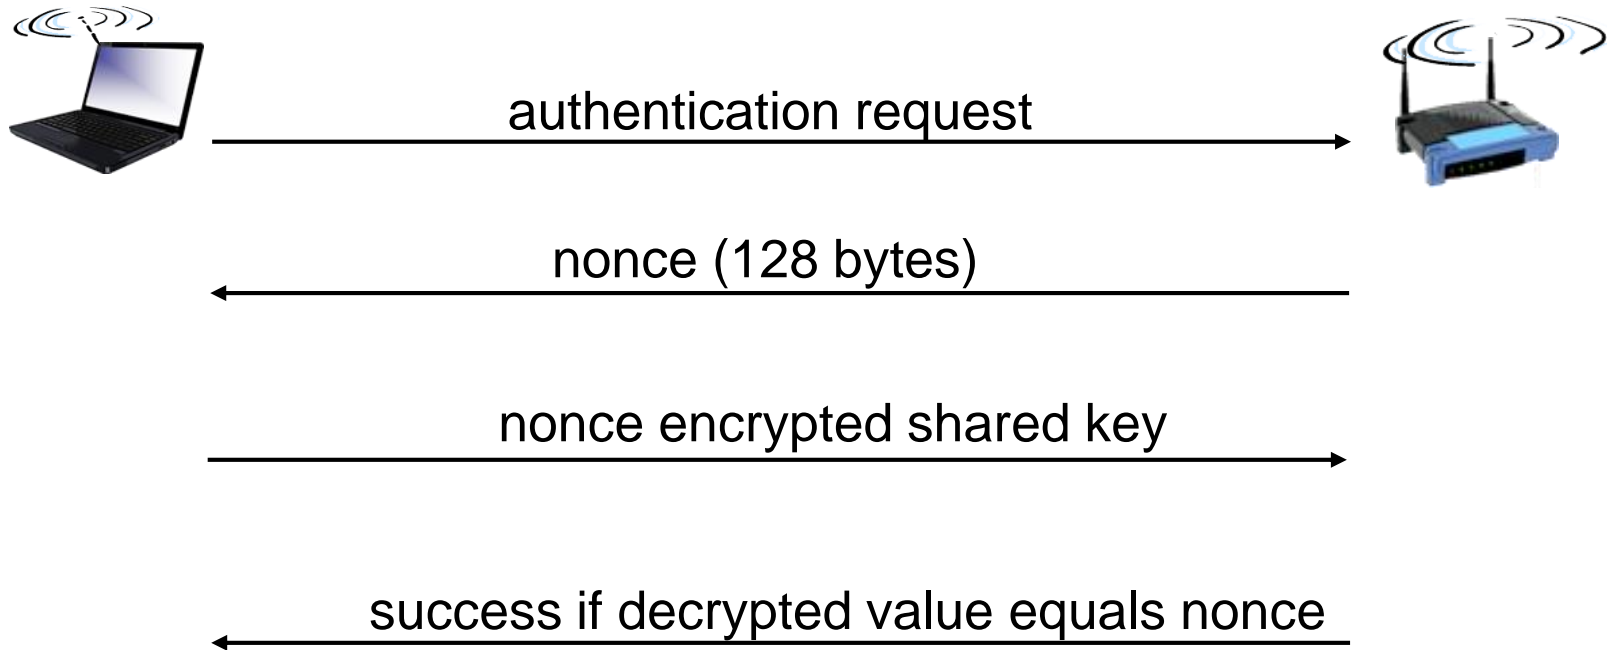 authentication request
nonce (128 bytes)
nonce encrypted shared key
success if decrypted value equals nonce